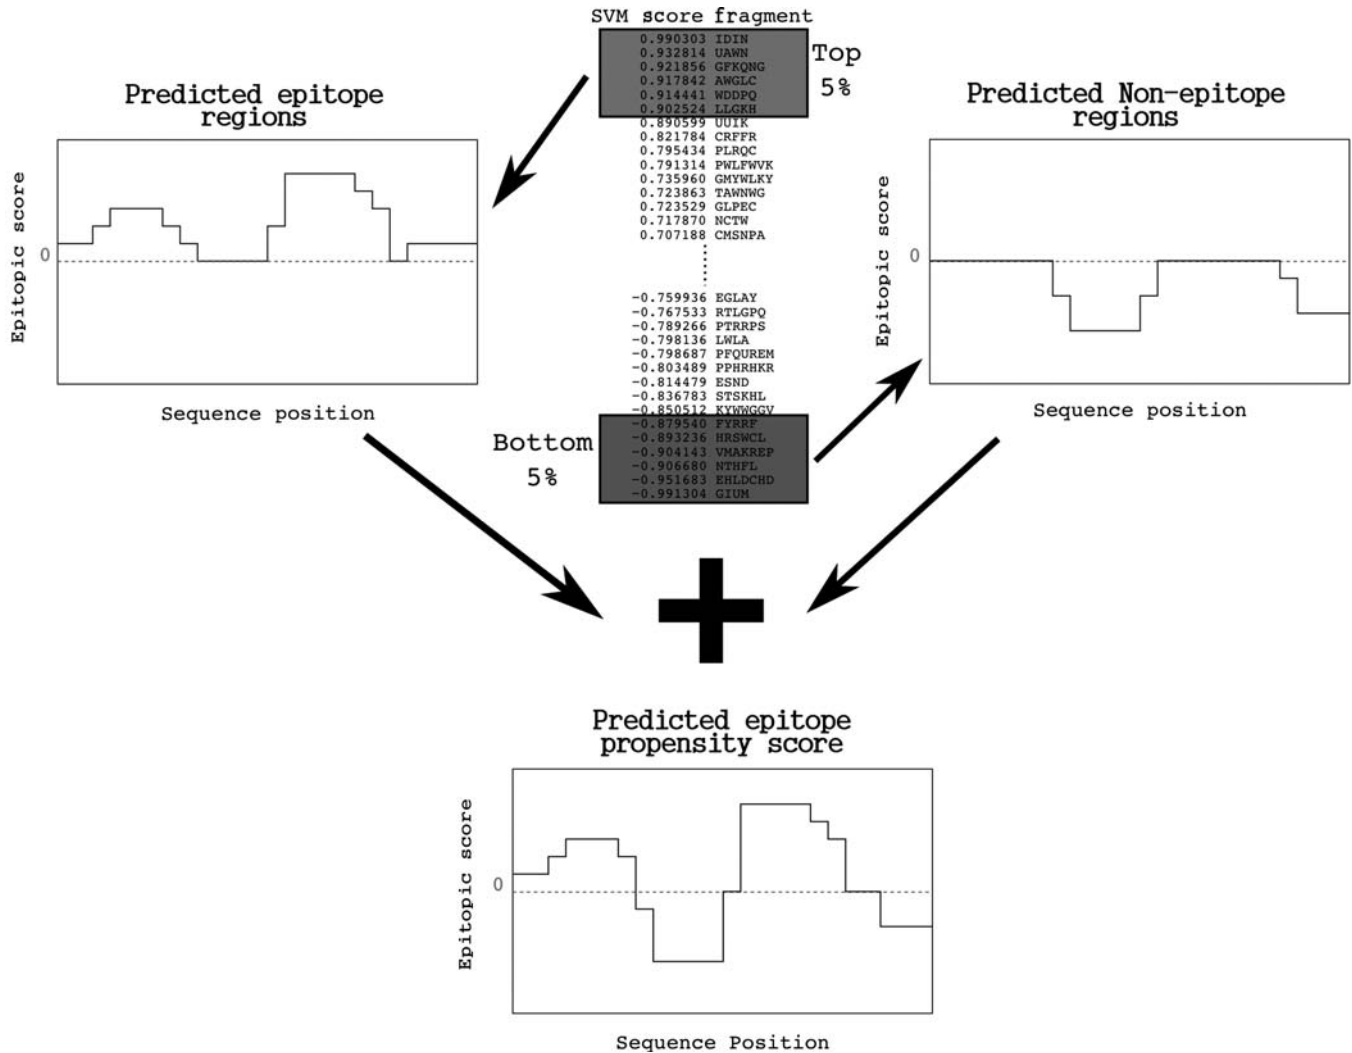 SVM score fragment
0.990303 IDIN
0.932814 UAWN
0.921856 GFKQNG
0.917842 AWGLC
0.914441 WDDPQ
0.902524 LLGKH
0.890599 UUIK
0.821784 CRFFR
0.795434 PLRQC
0.791314 PWLFWVK
0.735960 GMYWLKY
0.723863 TAWNWG
0.723529 GLPEC
0.717870 NCTW
0.707188 CMSNPA
-0.759936 EGLAY
-0.767533 RTLGPQ
-0.789266 PTRRPS
-0.798136 LWLA
-0.798687 PFQUREM
-0.803489 PPHRHKR
-0.814479 ESND
-0.836783 STSKHL
-0.850512 KYWWGGV
-0.879540 FYRRF
-0.893236 HRSWCL
-0.904143 VMAKREP
-0.906680 NTHFL
-0.951683 EHLDCHD
-0.991304 GIUM
Top
5%
Bottom
5%
Predicted epitope
regions
Epitopic score
0
Sequence position
Predicted Non-epitope
regions
Epitopic score
0
Sequence position
Predicted epitope
propensity score
Epitopic score
0
Sequence Position